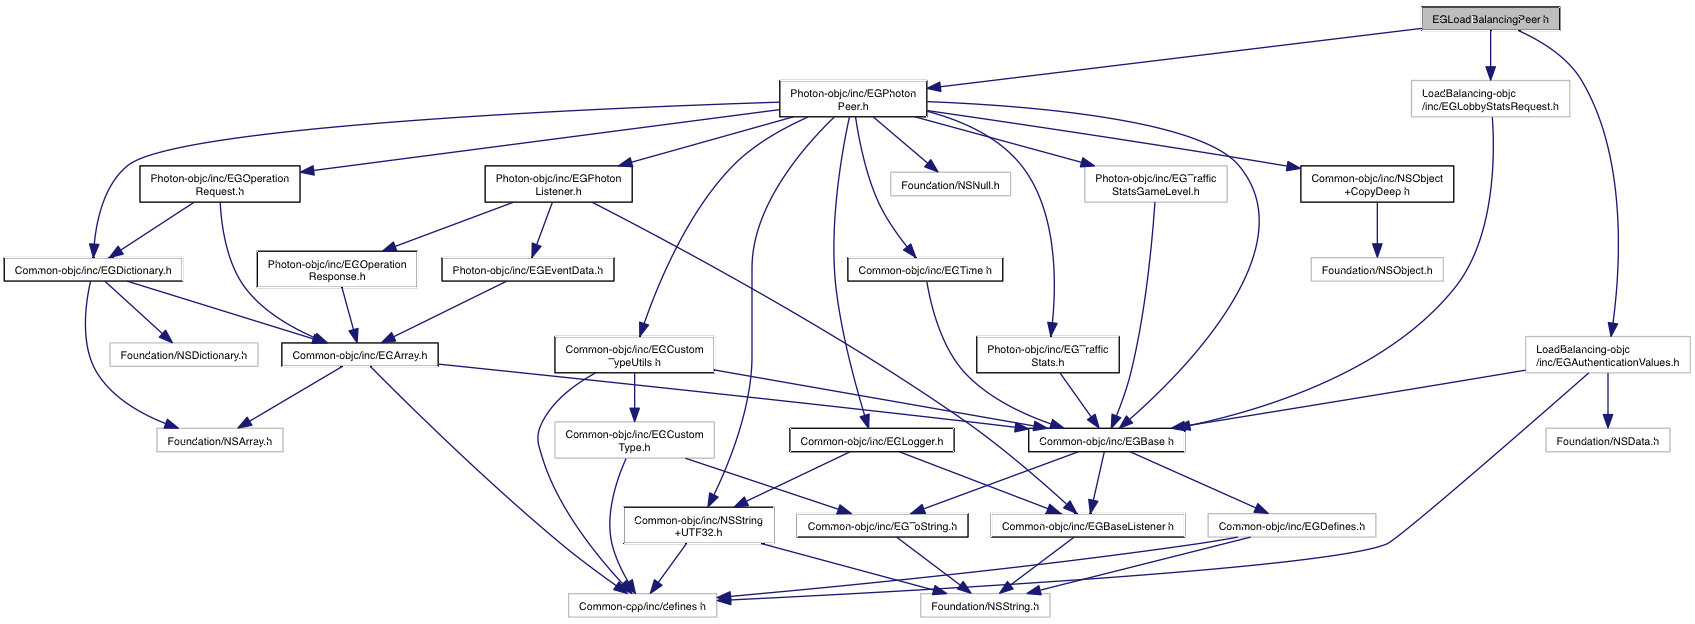 EGLoadBalancingPeer.h
Photon-objc/inc/EGPhoton
Peer.h
LoadBalancing-objc
/inc/EGLobbyStatsRequest.h
Photon-objc/inc/EGOperation
Request.h
Photon-objc/inc/EGPhoton
Listener.h
Foundation/NSNull.h
Photon-objc/inc/EGTraffic
StatsGameLevel.h
Common-objc/inc/NSObject
+CopyDeep.h
Common-objc/inc/EGDictionary.h
Photon-objc/inc/EGOperation
Response.h
Photon-objc/inc/EGEventData.h
Common-objc/inc/EGTime.h
Foundation/NSObject.h
Foundation/NSDictionary.h
Common-objc/inc/EGArray.h
Common-objc/inc/EGCustom
TypeUtils.h
Photon-objc/inc/EGTraffic
Stats.h
LoadBalancing-objc
/inc/EGAuthenticationValues.h
Foundation/NSArray.h
Common-objc/inc/EGCustom
Type.h
Common-objc/inc/EGLogger.h
Common-objc/inc/EGBase.h
Foundation/NSData.h
Common-objc/inc/NSString
+UTF32.h
Common-objc/inc/EGToString.h
Common-objc/inc/EGBaseListener.h
Common-objc/inc/EGDefines.h
Common-cpp/inc/defines.h
Foundation/NSString.h